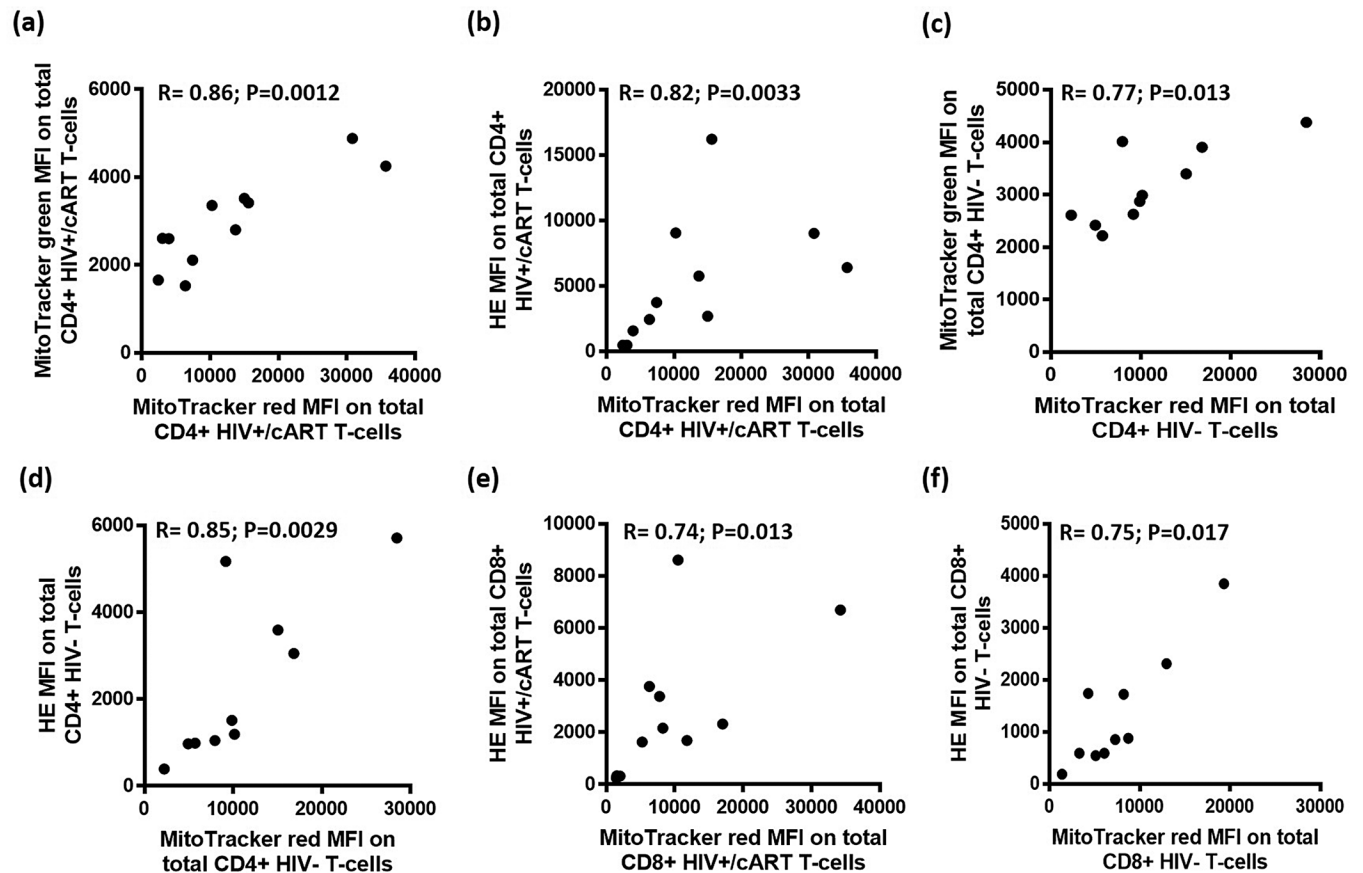 (a)
R= 0.86; P=0.0012
MitoTracker green MFI on total
CD4+ HIV+/cART T-cells
6000
4000
2000
0
0 10000 20000 30000 40000
MitoTracker red MFI on total
CD4+ HIV+/cART T-cells
(b)
R= 0.82; P=0.0033
HE MFI on total CD4+
HIV+/cART T-cells
20000
15000
10000
5000
0
0 10000 20000 30000 40000
MitoTracker red MFI on total
CD4+ HIV+/cART T-cells
(c)
R= 0.77; P=0.013
MitoTracker green MFI on
total CD4+ HIV- T-cells
5000
4000
3000
2000
1000
0
0 10000 20000 30000
MitoTracker red MFI on total
CD4+ HIV- T-cells
(d)
R= 0.85; P=0.0029
HE MFI on total
CD4+ HIV- T-cells
6000
4000
2000
0
0 10000 20000 30000
MitoTracker red MFI on
total CD4+ HIV- T-cells
(e)
R= 0.74; P=0.013
HE MFI on total CD8+
HIV+/cART T-cells
10000
8000
6000
4000
2000
0
0 10000 20000 30000 40000
MitoTracker red MFI on total
CD8+ HIV+/cART T-cells
(f)
R= 0.75; P=0.017
HE MFI on total CD8+
HIV- T-cells
5000
4000
3000
2000
1000
0
0 10000 20000 30000
MitoTracker red MFI on total
CD8+ HIV- T-cells